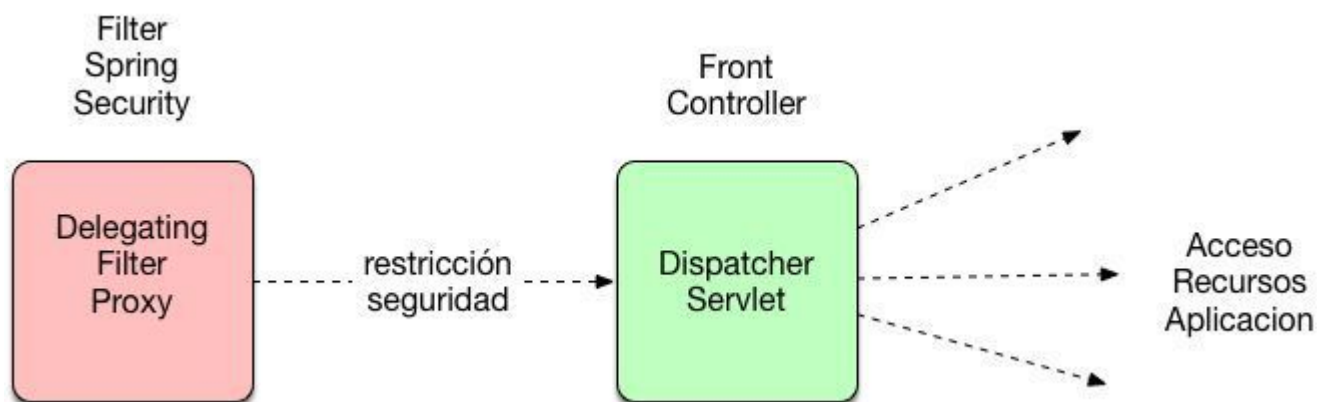 Filter
Spring
Security
Front
Controller
Delegating
Filter
Proxy
restricción
seguridad
Dispatcher
Servlet
Acceso
Recursos
Aplicacion